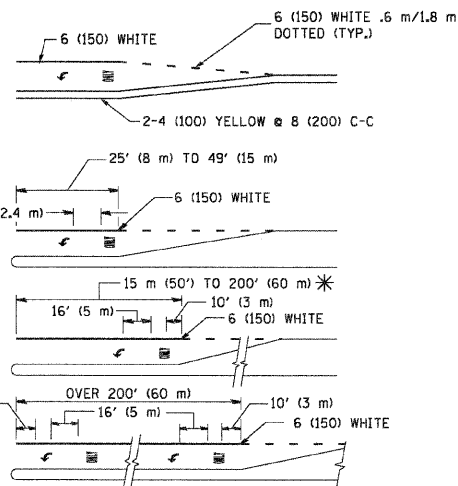 6 (150) WHITE .6 m/1.8 m
DOTTED (TYP.)
6 (150) WHITE
2-4 (100) YELLOW @ 8 (200) C-C
25' (8 m) TO 49' (15 m)
6 (150) WHITE
2.4 m)
15 m (50') TO 200' (60 m) *
16' (5 m)
10' (3 m)
6 (150) WHITE
OVER 200' (60 m)
16' (5 m)
10' (3 m)
6 (150) WHITE